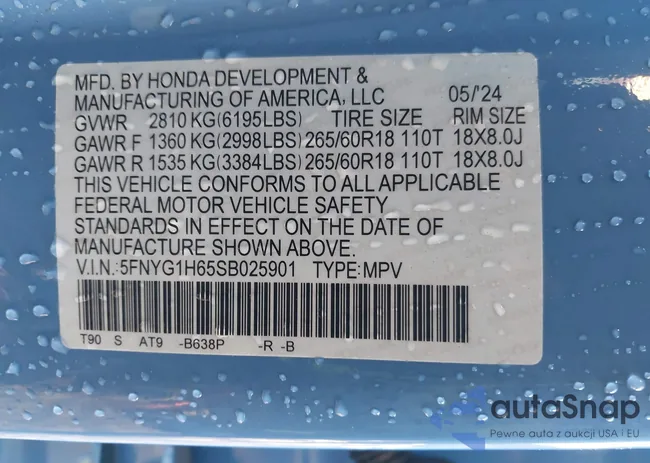 MFD. BY HONDA DEVELOPMENT &
MANUFACTURING OF AMERICA, LLC 05/'24
GVWR 2810 KG(6195LBS) TIRE SIZE RIM SIZE
GAWR F 1360 KG(2998LBS)265/60R18 110T 18X8.0J
GAWR R 1535 KG(3384LBS)265/60R18 110T 18X8.0J
THIS VEHICLE CONFORMS TO ALL APPLICABLE
FEDERAL MOTOR VEHICLE SAFETY
STANDARDS IN EFFECT ON THE DATE OF
MANUFACTURE SHOWN ABOVE.
V.I.N.:5FNYG1H65SB025901 TYPE:MPV
T90 S AT9 -B638P -R -B
autaSnap
Pewne auta z aukcji USA i EU